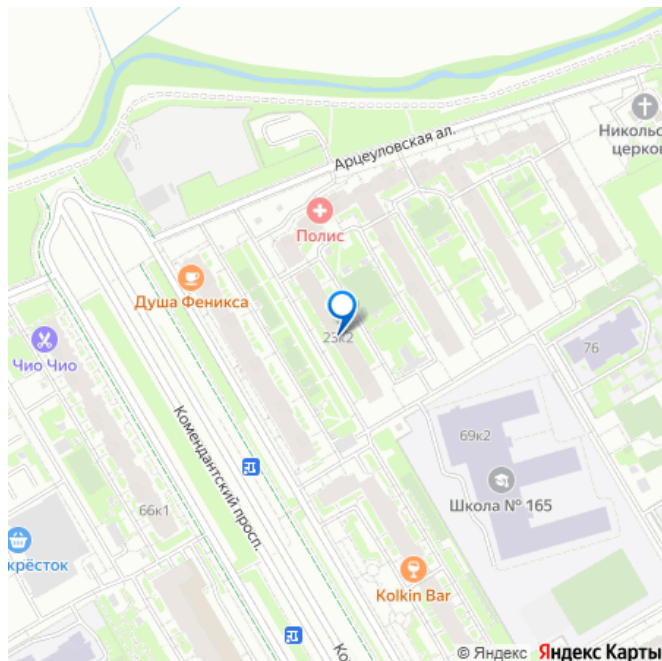 Арцеуловская ал.
Никольс
церков
Полис
Душа Феникса
23к2
Чио Чио
76
Комендантский просп.
69к2
Школа № 165
66к1
крёсток
Kolkin Bar
Ко
© Яндекс Яндекс Карты